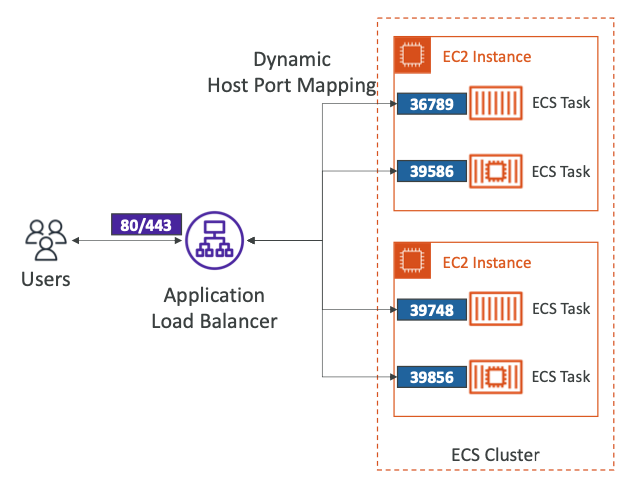 Dynamic
Host Port Mapping
EC2 Instance
36789
ECS Task
39586
ECS Task
80/443
Users
Application
Load Balancer
EC2 Instance
39748
ECS Task
39856
ECS Task
ECS Cluster